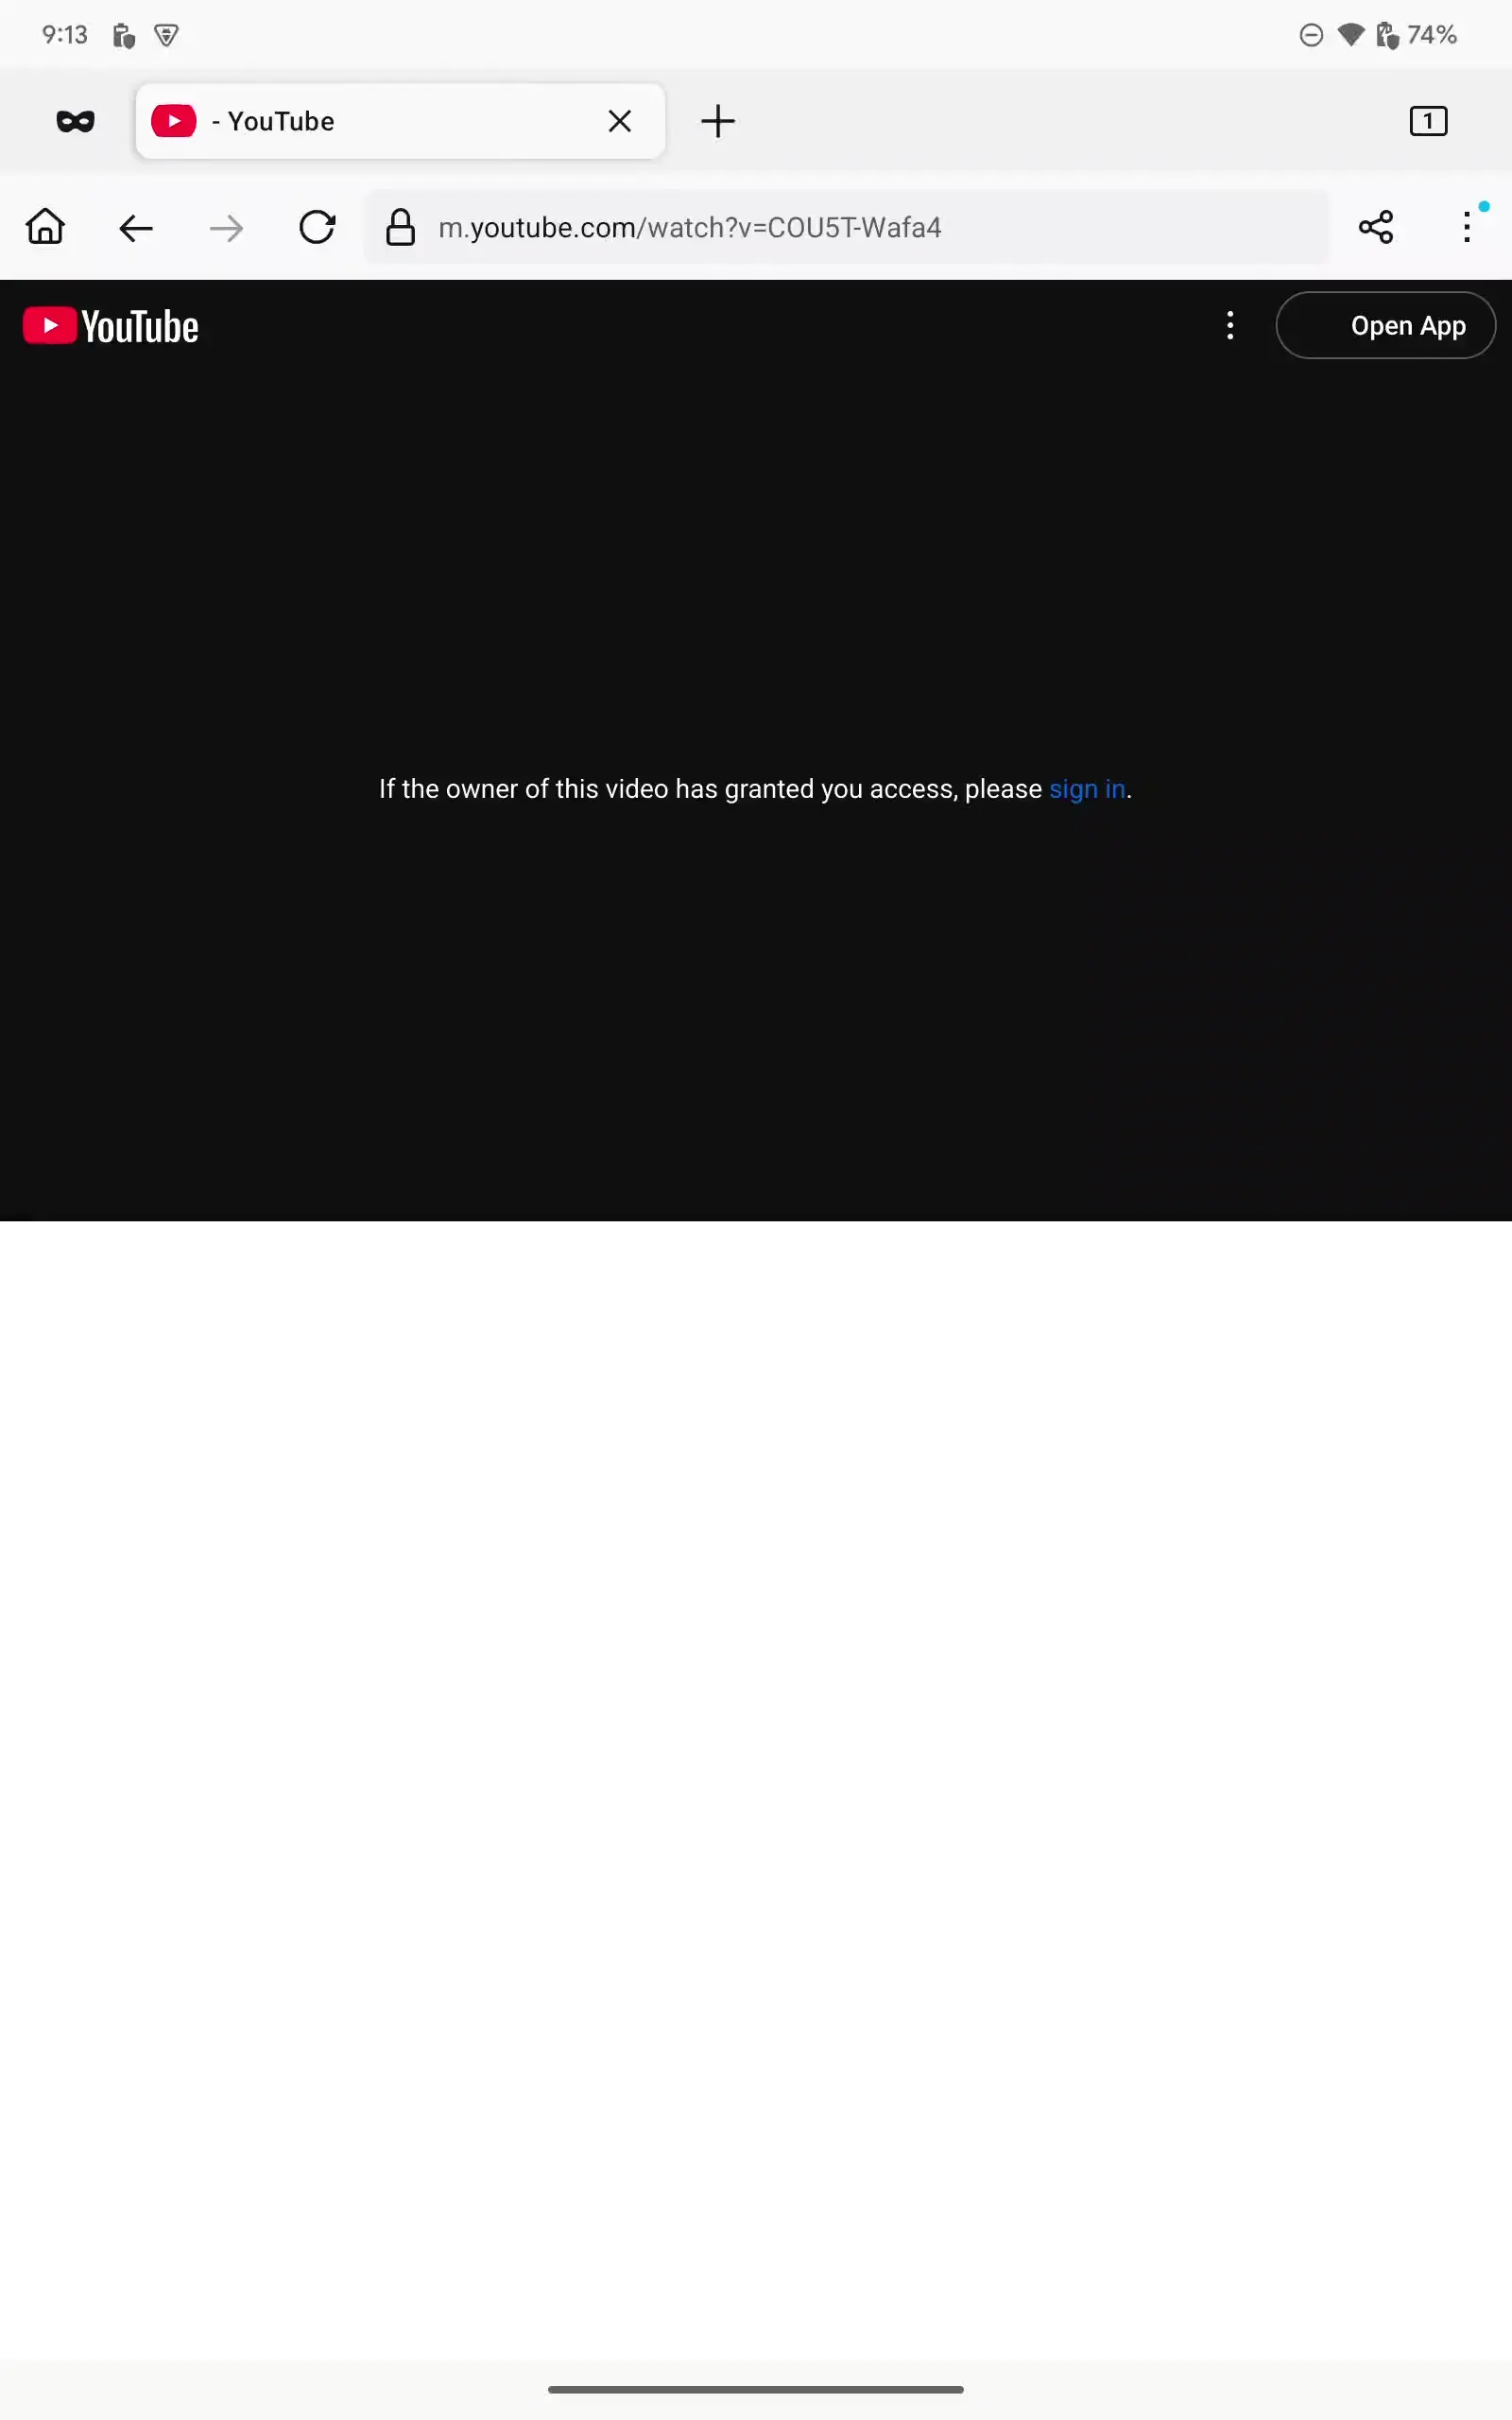 9:13
74%
- YouTube
1
m.youtube.com/watch?v=COU5T-Wafa4
YouTube
Open App
If the owner of this video has granted you access, please sign in.